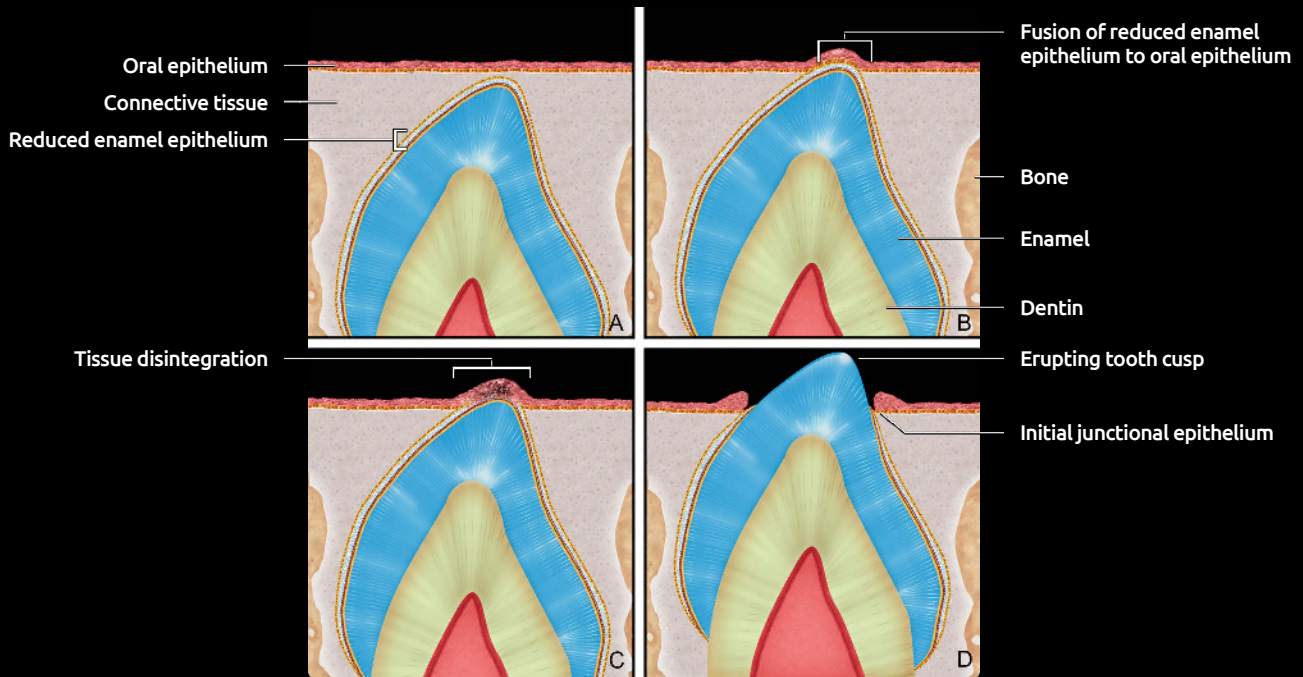 Oral epithelium
Connective tissue
Reduced enamel epithelium
A
Fusion of reduced enamel
epithelium to oral epithelium
Bone
Enamel
Dentin
B
Tissue disintegration
C
Erupting tooth cusp
Initial junctional epithelium
D